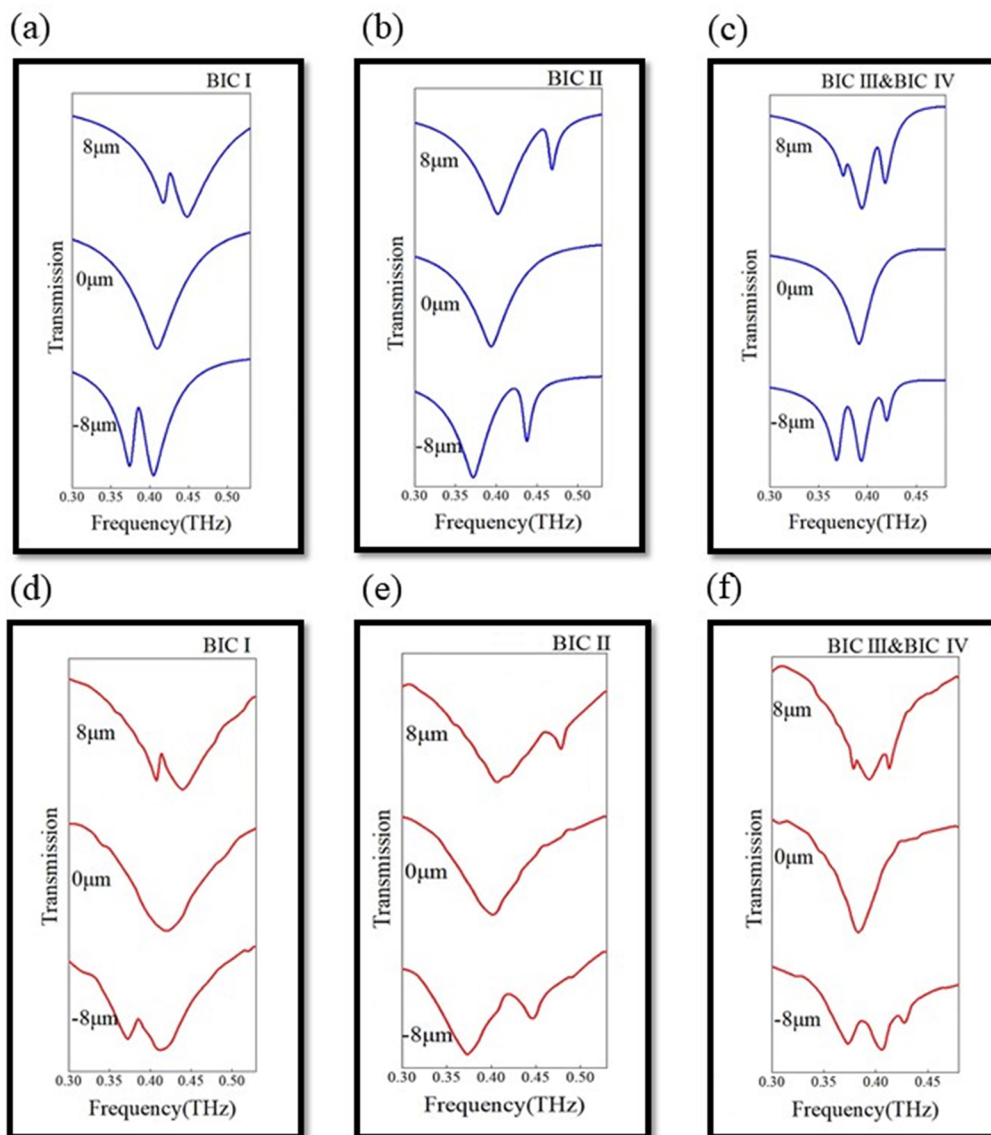 (a)
BIC I
8μm
0μm
-8μm
Transmission
0.30 0.35 0.40 0.45 0.50
Frequency(THz)
(b)
BIC II
8μm
0μm
-8μm
Transmission
0.30 0.35 0.40 0.45 0.50
Frequency(THz)
(c)
BIC III&BIC IV
8μm
0μm
-8μm
Transmission
0.30 0.35 0.40 0.45
Frequency(THz)
(d)
BIC I
8μm
0μm
-8μm
Transmission
0.30 0.35 0.40 0.45 0.50
Frequency(THz)
(e)
BIC II
8μm
0μm
-8μm
Transmission
0.30 0.35 0.40 0.45 0.50
Frequency(THz)
(f)
BIC III&BIC IV
8μm
0μm
-8μm
Transmission
0.30 0.35 0.40 0.45
Frequency(THz)